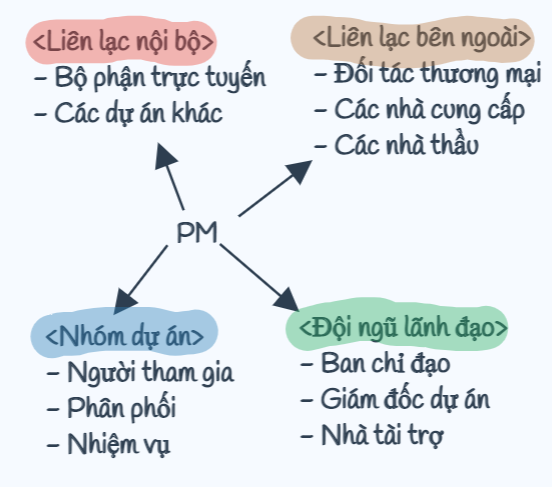 <Liên lạc nội bộ>
- Bộ phận trực tuyến
- Các dự án khác
<Liên lạc bên ngoài>
- Đối tác thương mại
- Các nhà cung cấp
- Các nhà thầu
PM
<Nhóm dự án>
- Người tham gia
- Phân phối
- Nhiệm vụ
<Đội ngũ lãnh đạo>
- Ban chỉ đạo
- Giám đốc dự án
- Nhà tài trợ